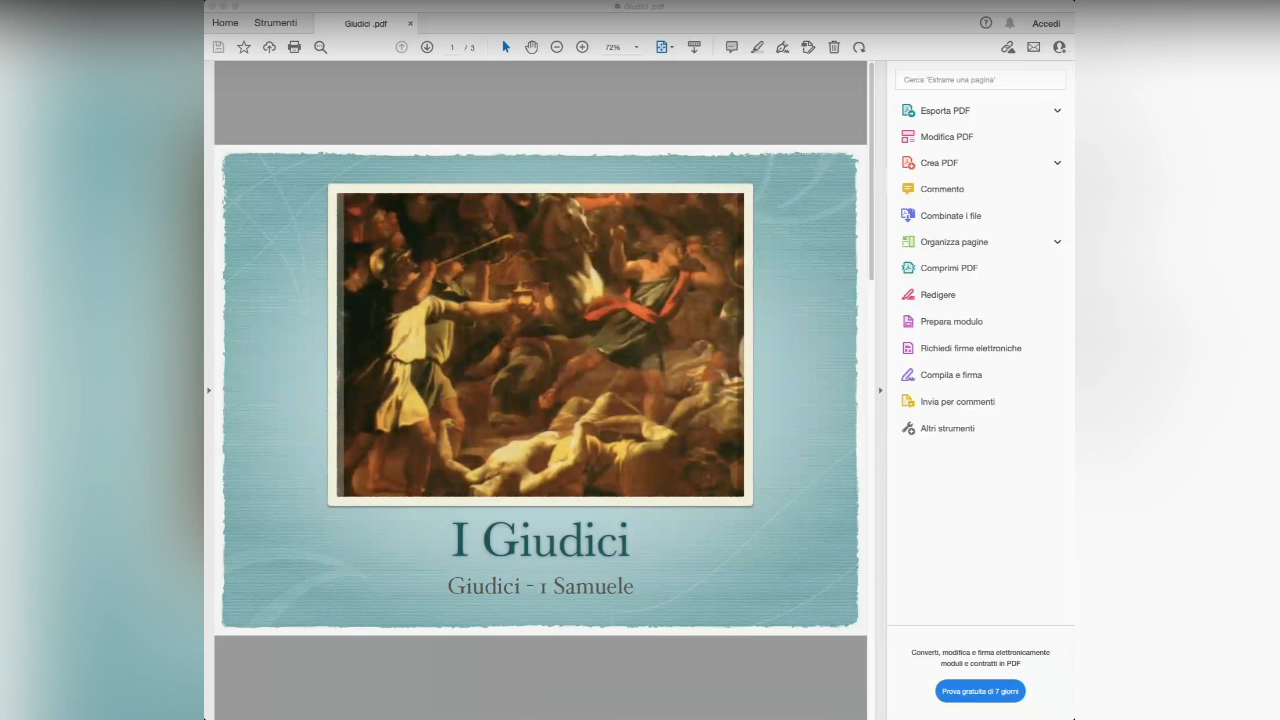 Giudici .pdf
Home
Strumenti
Giudici .pdf
×
Accedi
1 / 3
72%
Cerca 'Estrarre una pagina'
Esporta PDF
Modifica PDF
Crea PDF
Commento
Combinate i file
Organizza pagine
Comprimi PDF
Redigere
Prepara modulo
Richiedi firme elettroniche
Compila e firma
Invia per commenti
Altri strumenti
I Giudici
Giudici - 1 Samuele
Converti, modifica e firma elettronicamente
moduli e contratti in PDF
Prova gratuita di 7 giorni